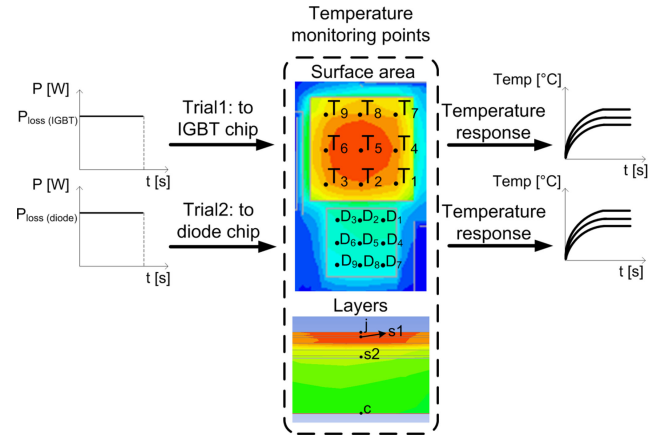 Temperature
monitoring points
P [W]
P_loss (IGBT)
t [s]
Trial1: to
IGBT chip
Surface area
T9 T8 T7
T6 T5 T4
T3 T2 T1
Temp [°C]
Temperature
response
t [s]
P [W]
P_loss (diode)
t [s]
Trial2: to
diode chip
D3 D2 D1
D6 D5 D4
D9 D8 D7
Temp [°C]
Temperature
response
t [s]
Layers
j
s1
s2
c